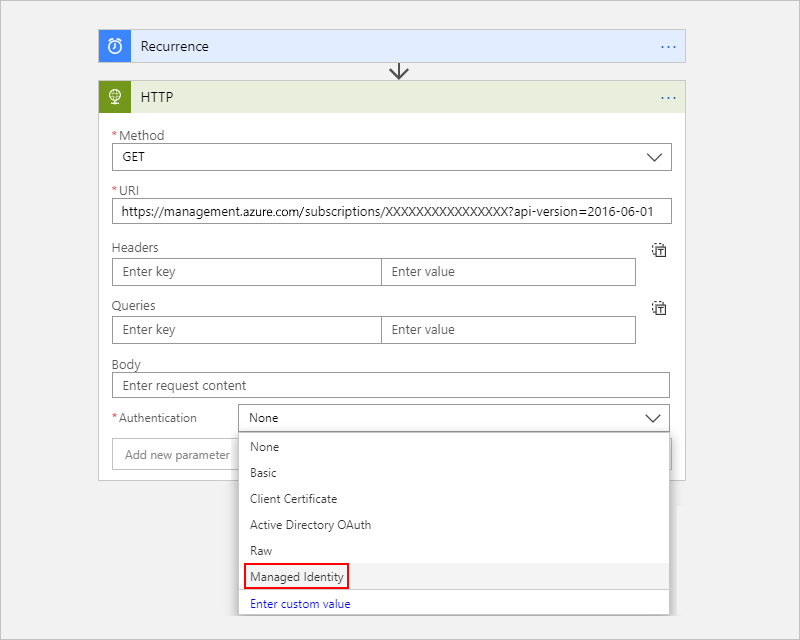 Recurrence
...
HTTP
...
*Method
GET
*URI
https://management.azure.com/subscriptions/XXXXXXXXXXXXXXXX?api-version=2016-06-01
Headers
Enter key Enter value
Queries
Enter key Enter value
Body
Enter request content
*Authentication None
Add new parameter
None
Basic
Client Certificate
Active Directory OAuth
Raw
Managed Identity
Enter custom value